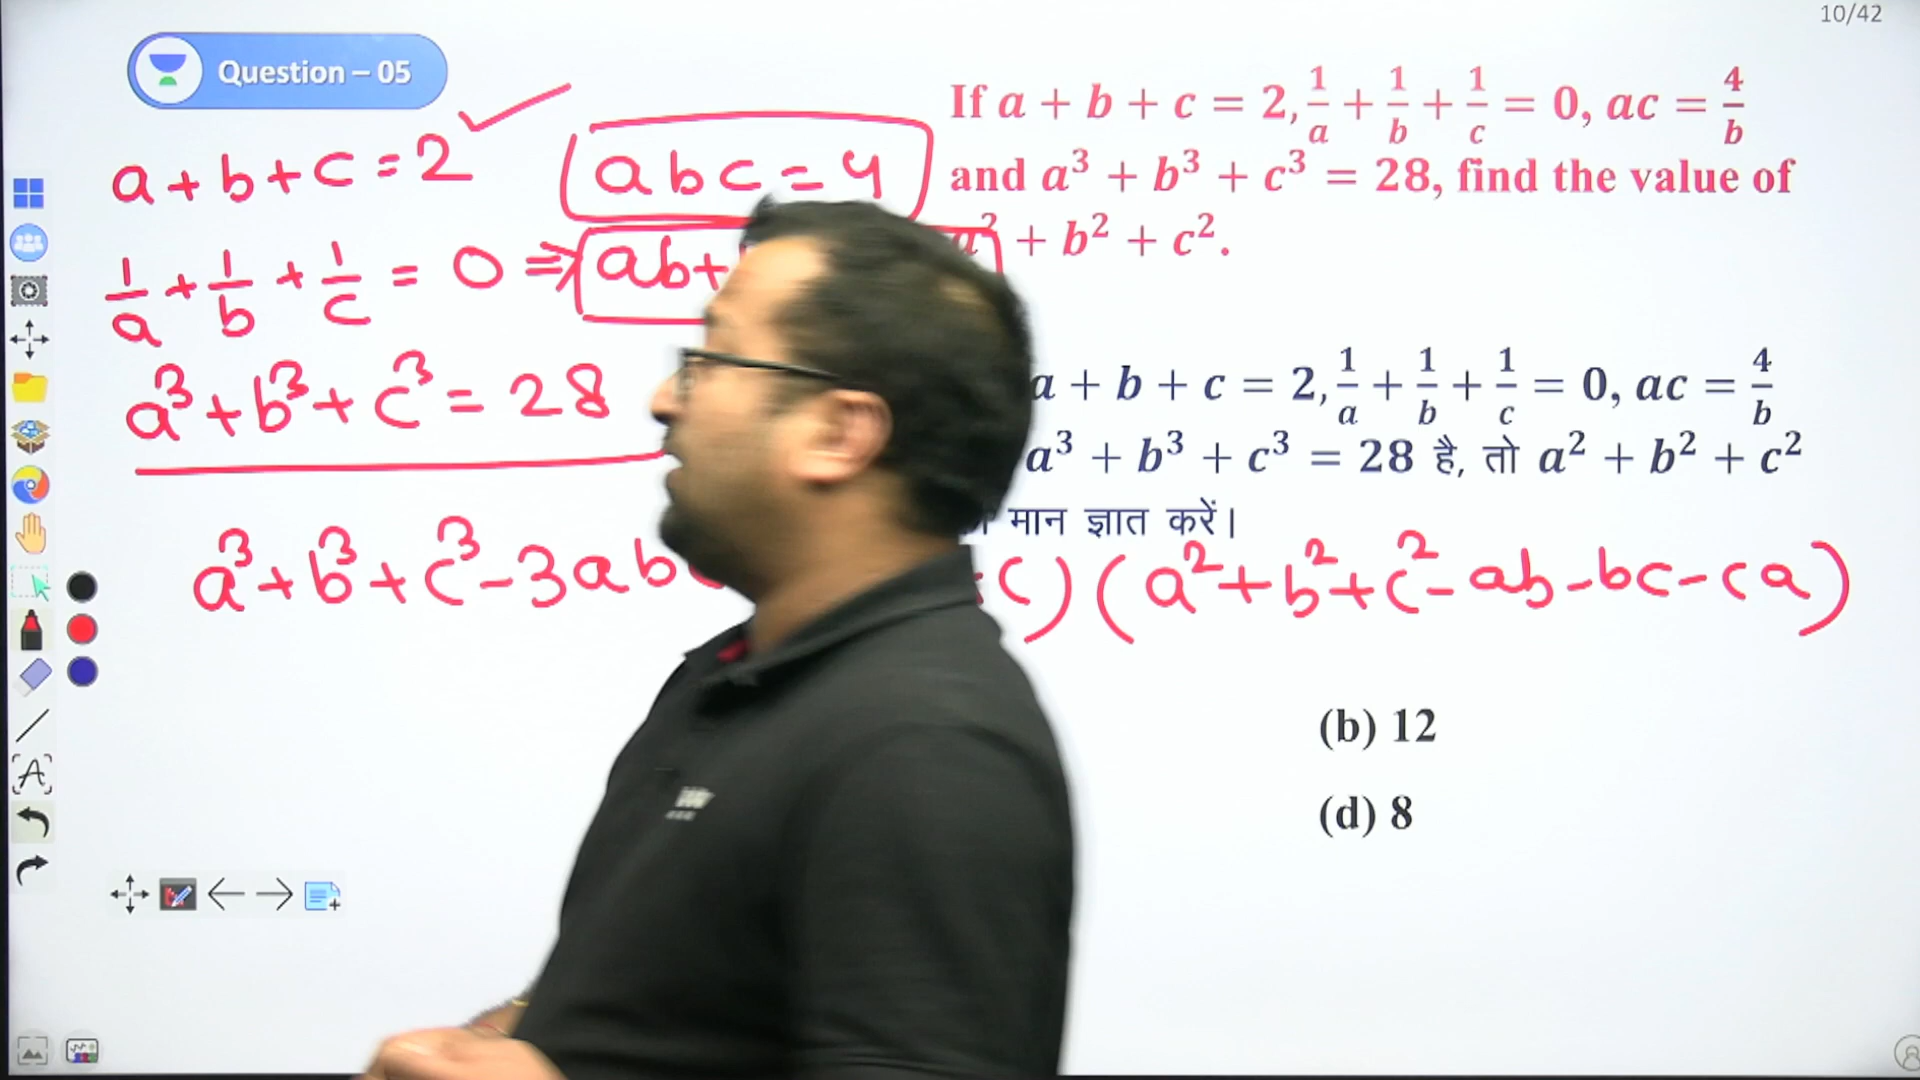 10/42
Question – 05
If a + b + c = 2, 1/a + 1/b + 1/c = 0, ac = 4/b
and a³ + b³ + c³ = 28, find the value of
a² + b² + c².
a + b + c = 2 ✓
abc = 4
1/a + 1/b + 1/c = 0 ⇒ ab+
a³ + b³ + c³ = 28
a + b + c = 2, 1/a + 1/b + 1/c = 0, ac = 4/b
a³ + b³ + c³ = 28 है, तो a² + b² + c²
मान ज्ञात करें।
a³ + b³ + c³ - 3abc
c) (a² + b² + c² - ab - bc - ca)
(b) 12
(d) 8